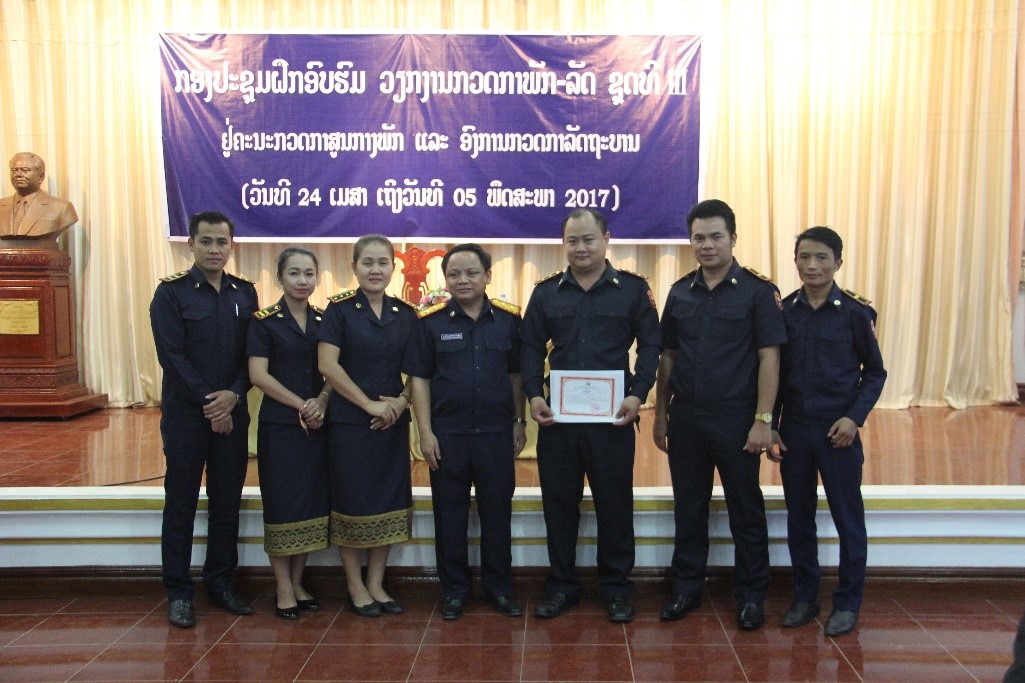 ກອງປະຊຸມຝຶກອົບຮົມ ວຽກງານກວດກາພັກ-ລັດ ຊຸດທີ III
ຢູ່ຄະນະກວດກາສູນກາງພັກ ແລະ ອົງການກວດກາລັດຖະບານ
(ວັນທີ 24 ເມສາ ເຖິງວັນທີ 05 ພຶດສະພາ 2017)